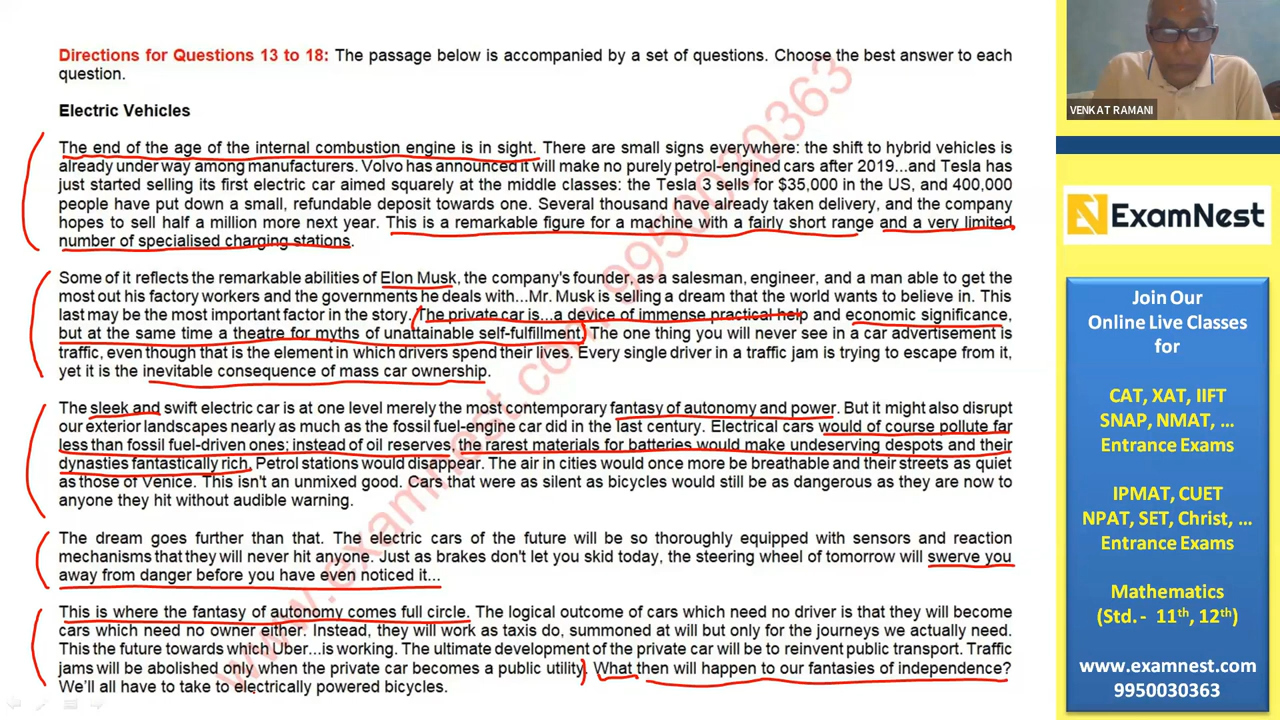 Directions for Questions 13 to 18: The passage below is accompanied by a set of questions. Choose the best answer to each
question.
Electric Vehicles
The end of the age of the internal combustion engine is in sight. There are small signs everywhere: the shift to hybrid vehicles is
already under way among manufacturers. Volvo has announced it will make no purely petrol-engined cars after 2019...and Tesla has
just started selling its first electric car aimed squarely at the middle classes: the Tesla 3 sells for $35,000 in the US, and 400,000
people have put down a small, refundable deposit towards one. Several thousand have already taken delivery, and the company
hopes to sell half a million more next year. This is a remarkable figure for a machine with a fairly short range and a very limited
number of specialised charging stations.
Some of it reflects the remarkable abilities of Elon Musk, the company's founder, as a salesman, engineer, and a man able to get the
most out his factory workers and the governments he deals with...Mr. Musk is selling a dream that the world wants to believe in. This
last may be the most important factor in the story. The private car is...a device of immense practical help and economic significance,
but at the same time a theatre for myths of unattainable self-fulfillment. The one thing you will never see in a car advertisement is
traffic, even though that is the element in which drivers spend their lives. Every single driver in a traffic jam is trying to escape from it,
yet it is the inevitable consequence of mass car ownership.
The sleek and swift electric car is at one level merely the most contemporary fantasy of autonomy and power. But it might also disrupt
our exterior landscapes nearly as much as the fossil fuel-engine car did in the last century. Electrical cars would of course pollute far
less than fossil fuel-driven ones; instead of oil reserves, the rarest materials for batteries would make undeserving despots and their
dynasties fantastically rich. Petrol stations would disappear. The air in cities would once more be breathable and their streets as quiet
as those of Venice. This isn't an unmixed good. Cars that were as silent as bicycles would still be as dangerous as they are now to
anyone they hit without audible warning.
The dream goes further than that. The electric cars of the future will be so thoroughly equipped with sensors and reaction
mechanisms that they will never hit anyone. Just as brakes don't let you skid today, the steering wheel of tomorrow will swerve you
away from danger before you have even noticed it...
This is where the fantasy of autonomy comes full circle. The logical outcome of cars which need no driver is that they will become
cars which need no owner either. Instead, they will work as taxis do, summoned at will but only for the journeys we actually need.
This the future towards which Uber...is working. The ultimate development of the private car will be to reinvent public transport. Traffic
jams will be abolished only when the private car becomes a public utility. What then will happen to our fantasies of independence?
We'll all have to take to electrically powered bicycles.
www.examnest.com 9950030363
VENKAT RAMANI
ExamNest
Join Our
Online Live Classes
for
CAT, XAT, IIFT
SNAP, NMAT, ...
Entrance Exams
IPMAT, CUET
NPAT, SET, Christ, ...
Entrance Exams
Mathematics
(Std. - 11th, 12th)
www.examnest.com
9950030363